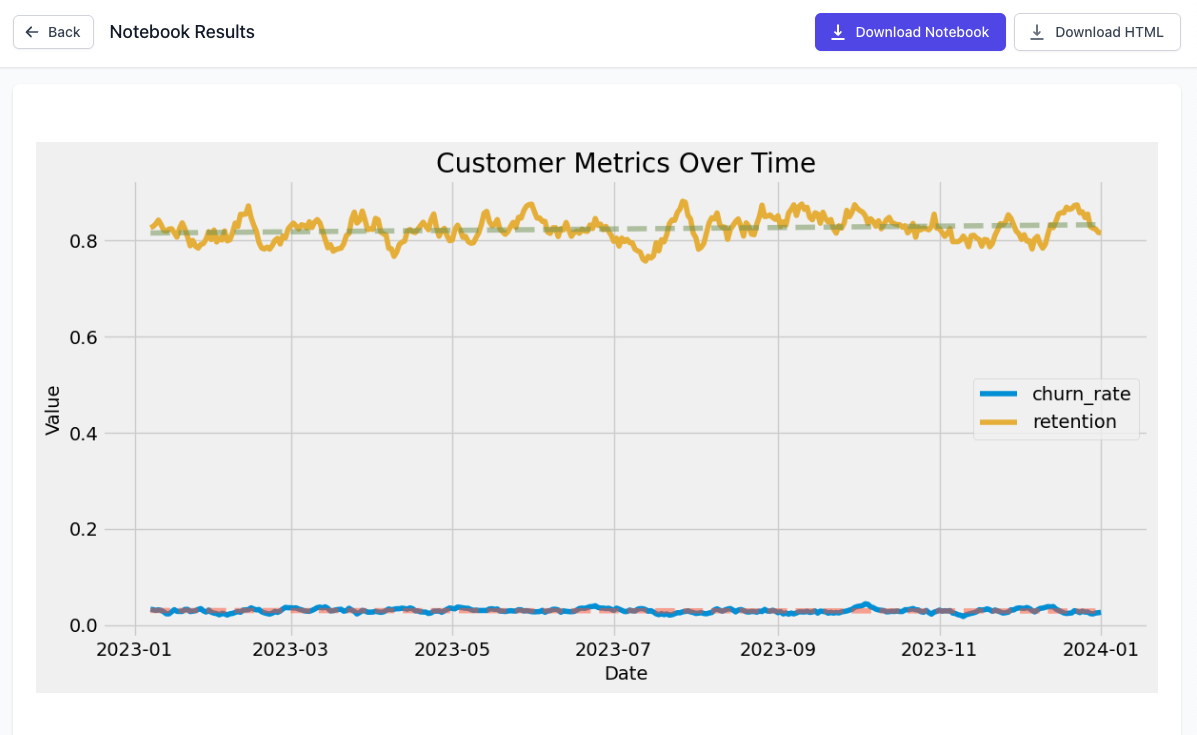 Back
Notebook Results
Download Notebook
Download HTML
Customer Metrics Over Time
0.8
0.6
0.4
0.2
0.0
Value
churn_rate
retention
2023-01
2023-03
2023-05
2023-07
2023-09
2023-11
2024-01
Date